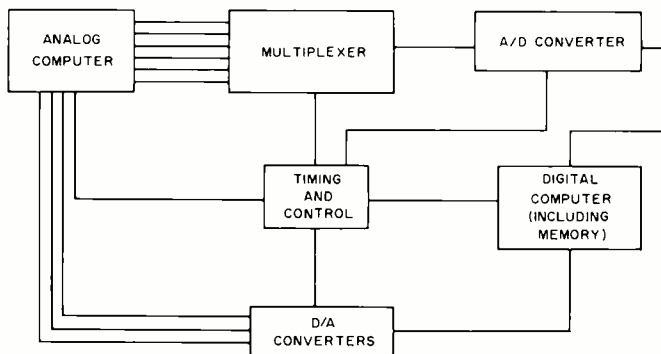 ANALOG
COMPUTER
MULTIPLEXER
A/D CONVERTER
TIMING
AND
CONTROL
DIGITAL
COMPUTER
(INCLUDING
MEMORY)
D/A
CONVERTERS